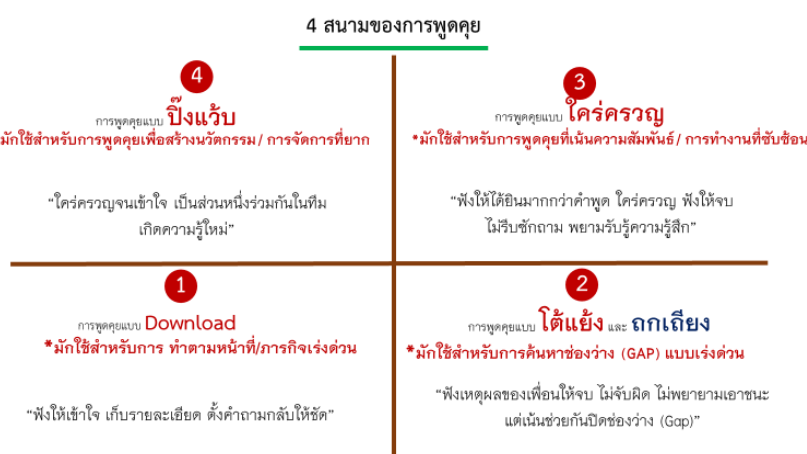 4 สนามของการพูดคุย
4
การพูดคุยแบบ ปิ๊งแว้บ
มักใช้สำหรับการพูดคุยเพื่อสร้างนวัตกรรม/ การจัดการที่ยาก
“ใคร่ครวญจนเข้าใจ เป็นส่วนหนึ่งร่วมกันในทีม
เกิดความรู้ใหม่”
3
การพูดคุยแบบ ใคร่ครวญ
*มักใช้สำหรับการพูดคุยที่เน้นความสัมพันธ์/ การทำงานที่ซับซ้อน
“ฟังให้ได้ยินมากกว่าคำพูด ใคร่ครวญ ฟังให้จบ
ไม่รีบซักถาม พยามรับรู้ความรู้สึก”
1
การพูดคุยแบบ Download
*มักใช้สำหรับการ ทำตามหน้าที่/ภารกิจเร่งด่วน
“ฟังให้เข้าใจ เก็บรายละเอียด ตั้งคำถามกลับให้ชัด”
2
การพูดคุยแบบ โต้แย้ง และ ถกเถียง
*มักใช้สำหรับการค้นหาช่องว่าง (GAP) แบบเร่งด่วน
“ฟังเหตุผลของเพื่อนให้จบ ไม่จับผิด ไม่พยายามเอาชนะ
แต่เน้นช่วยกันปิดช่องว่าง (Gap)”